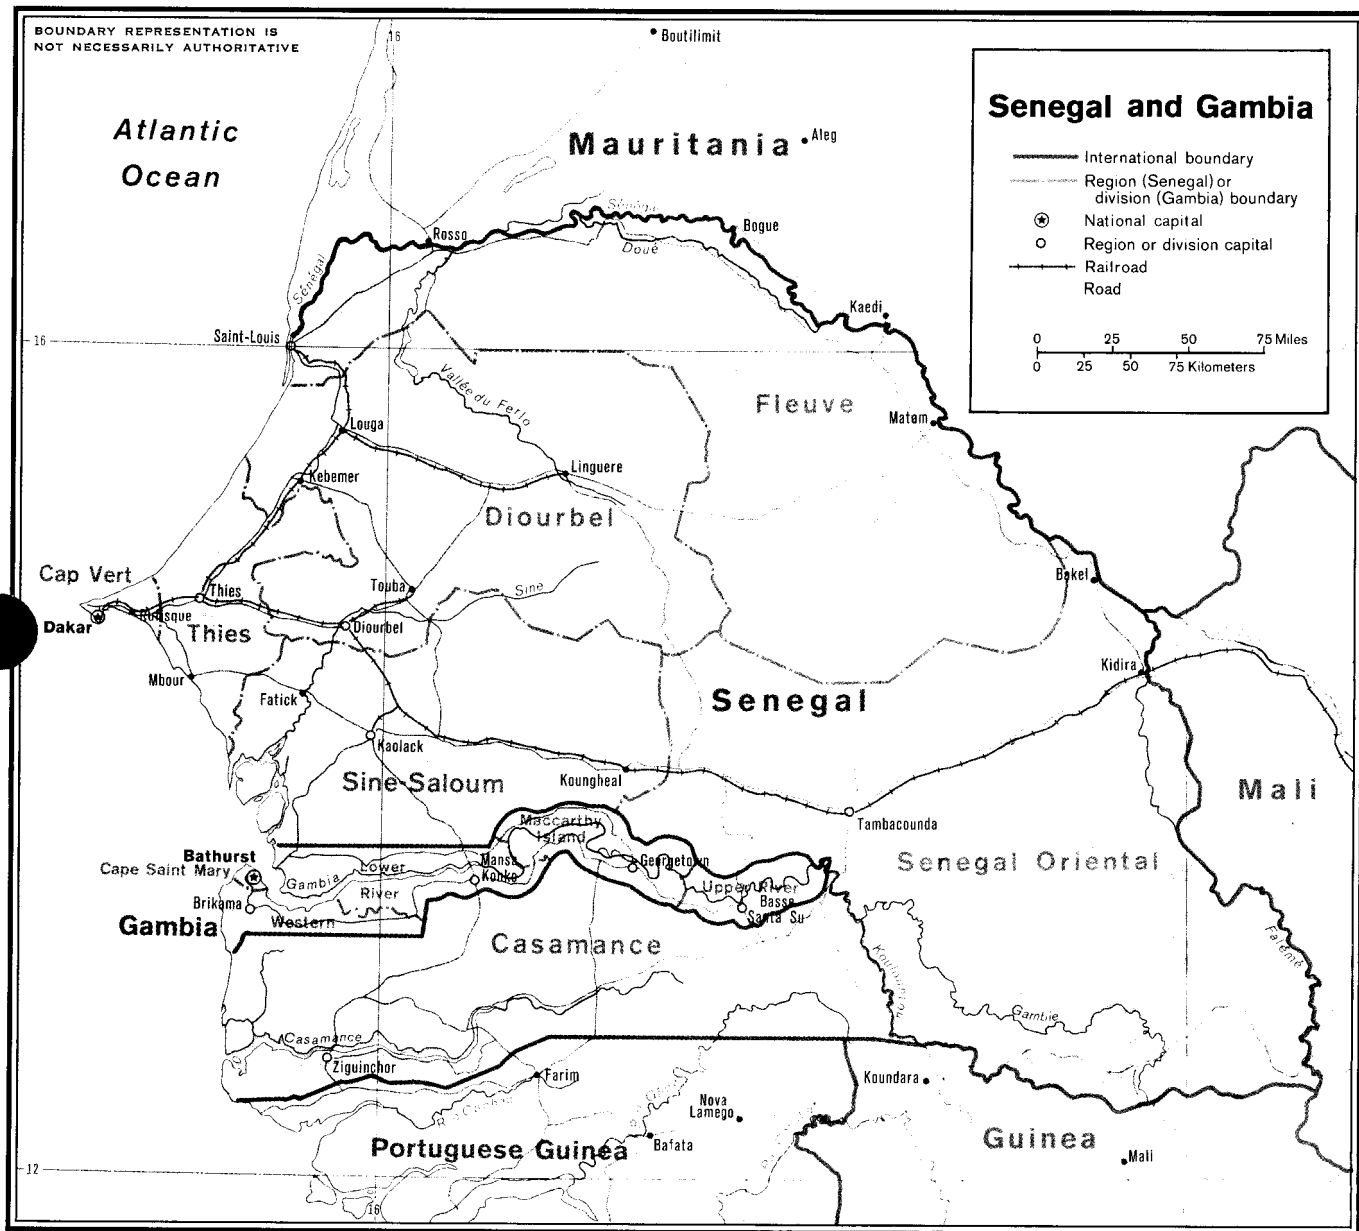 BOUNDARY REPRESENTATION IS
NOT NECESSARILY AUTHORITATIVE
16
Boutilimit
Senegal and Gambia
International boundary
Region (Senegal) or
division (Gambia) boundary
National capital
Region or division capital
Railroad
Road
0 25 50 75 Miles
0 25 50 75 Kilometers
Atlantic
Ocean
Mauritania
Aleg
Sénégal
Rosso
Bogue
Doué
Sénégal
Kaedi
Saint-Louis
16
Vallée du Ferlo
Fleuve
Matam
Louga
Linguere
Kebemer
Diourbel
Cap Vert
Bakel
Thies
Touba
Sine
Dakar
Rufisque
Thies
Diourbel
Mbour
Kidira
Fatick
Senegal
Kaolack
Sine-Saloum
Koungheal
Mali
Tambacounda
Maccarthy
Island
Bathurst
Cape Saint Mary
Lower
Mansa
Konko
Georgetown
Senegal Oriental
Gambia
River
Upper River
Basse
Santa Su
Brikama
Western
Gambia
Casamance
Koulountou
Falémé
Gambie
Casamance
Ziguinchor
Farim
Koundara
Nova
Lamego
Portuguese Guinea
Bafata
Guinea
Mali
12
16